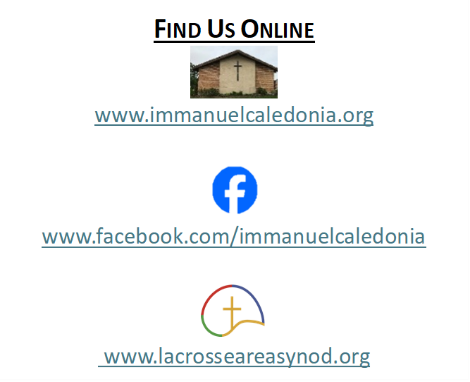 FIND US ONLINE
www.immanuelcaledonia.org
www.facebook.com/immanuelcaledonia
www.lacrosseareasynod.org